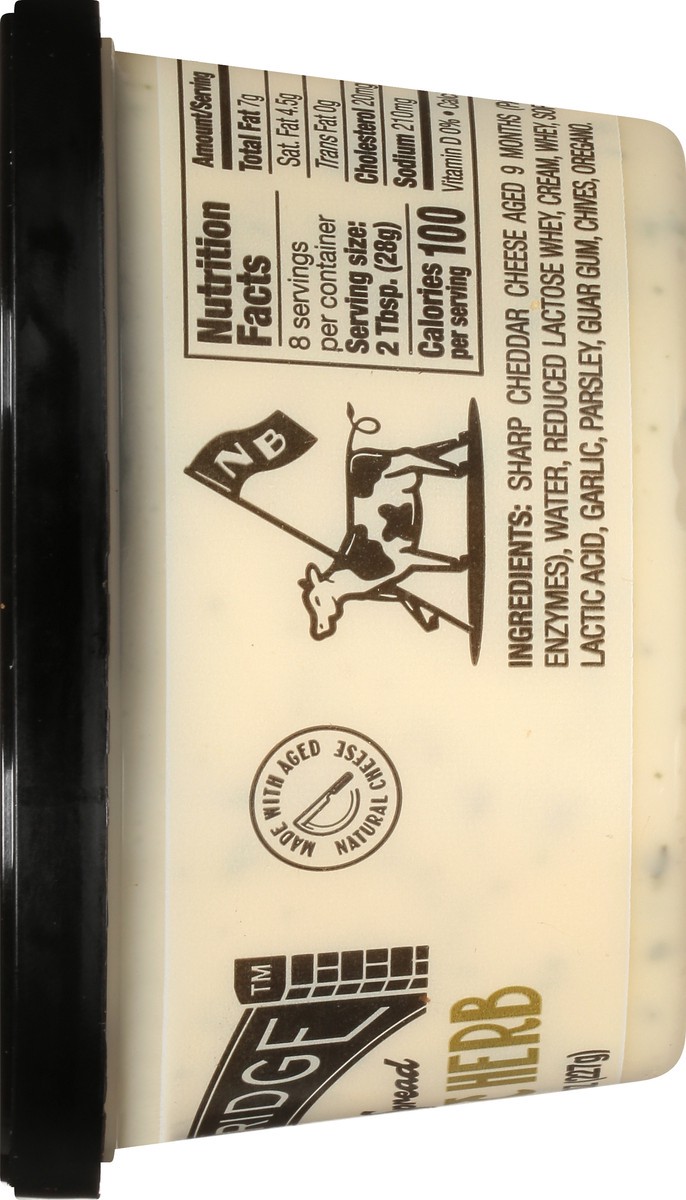 TM
RIDGE
HERB
(227g)
MADE WITH AGED
NATURAL CHEESE
NB
Nutrition
Facts
8 servings
per container
Serving size:
2 Tbsp. (28g)
Calories 100
per serving
Amount/Serving
Total Fat 7g
Sat. Fat 4.5g
Trans Fat 0g
Cholesterol 20mg
Sodium 210mg
Vitamin D 0% •
INGREDIENTS: SHARP CHEDDAR CHEESE AGED 9 MONTHS
ENZYMES), WATER, REDUCED LACTOSE WHEY, CREAM, WHEY,
LACTIC ACID, GARLIC, PARSLEY, GUAR GUM, CHIVES, OREGANO,